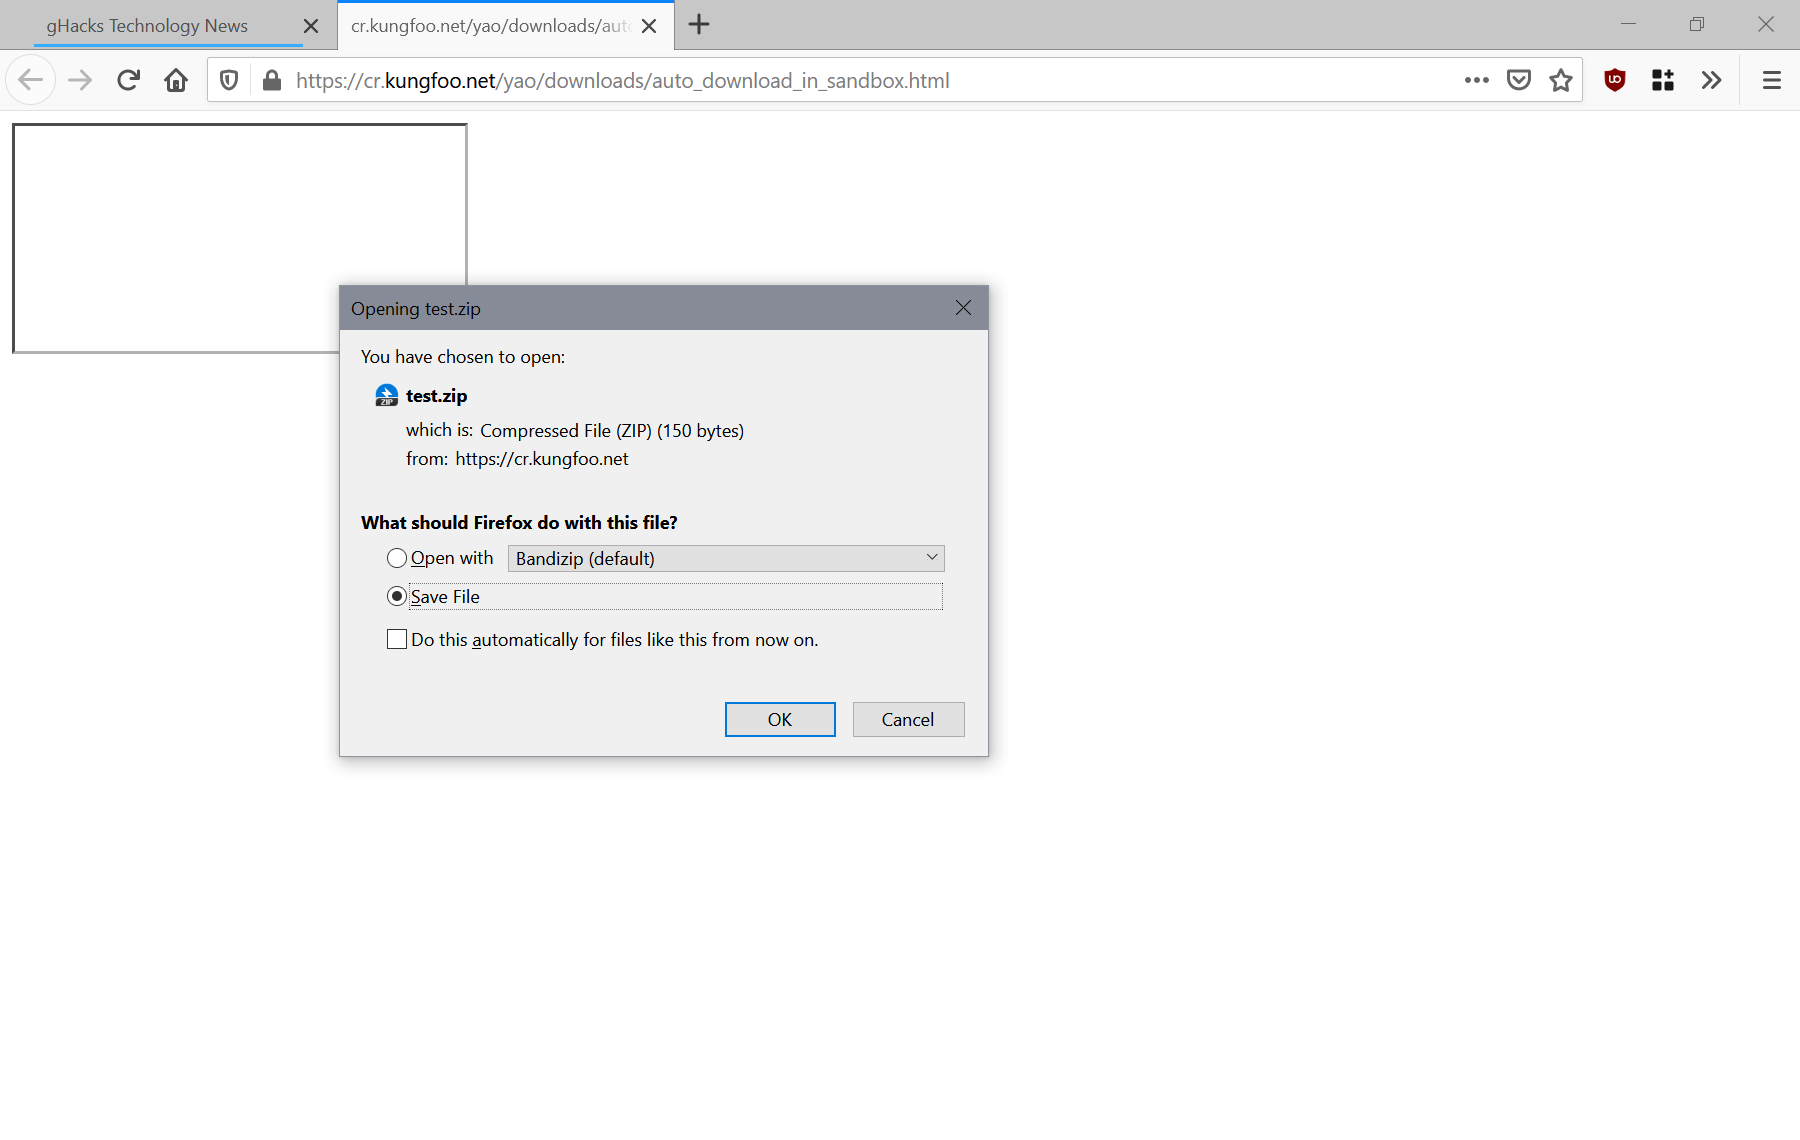 gHacks Technology News
cr.kungfoo.net/yao/downloads/aut
https://cr.kungfoo.net/yao/downloads/auto_download_in_sandbox.html
Opening test.zip
You have chosen to open:
ZIP test.zip
which is: Compressed File (ZIP) (150 bytes)
from: https://cr.kungfoo.net
What should Firefox do with this file?
Open with Bandizip (default)
Save File
Do this automatically for files like this from now on.
OK Cancel